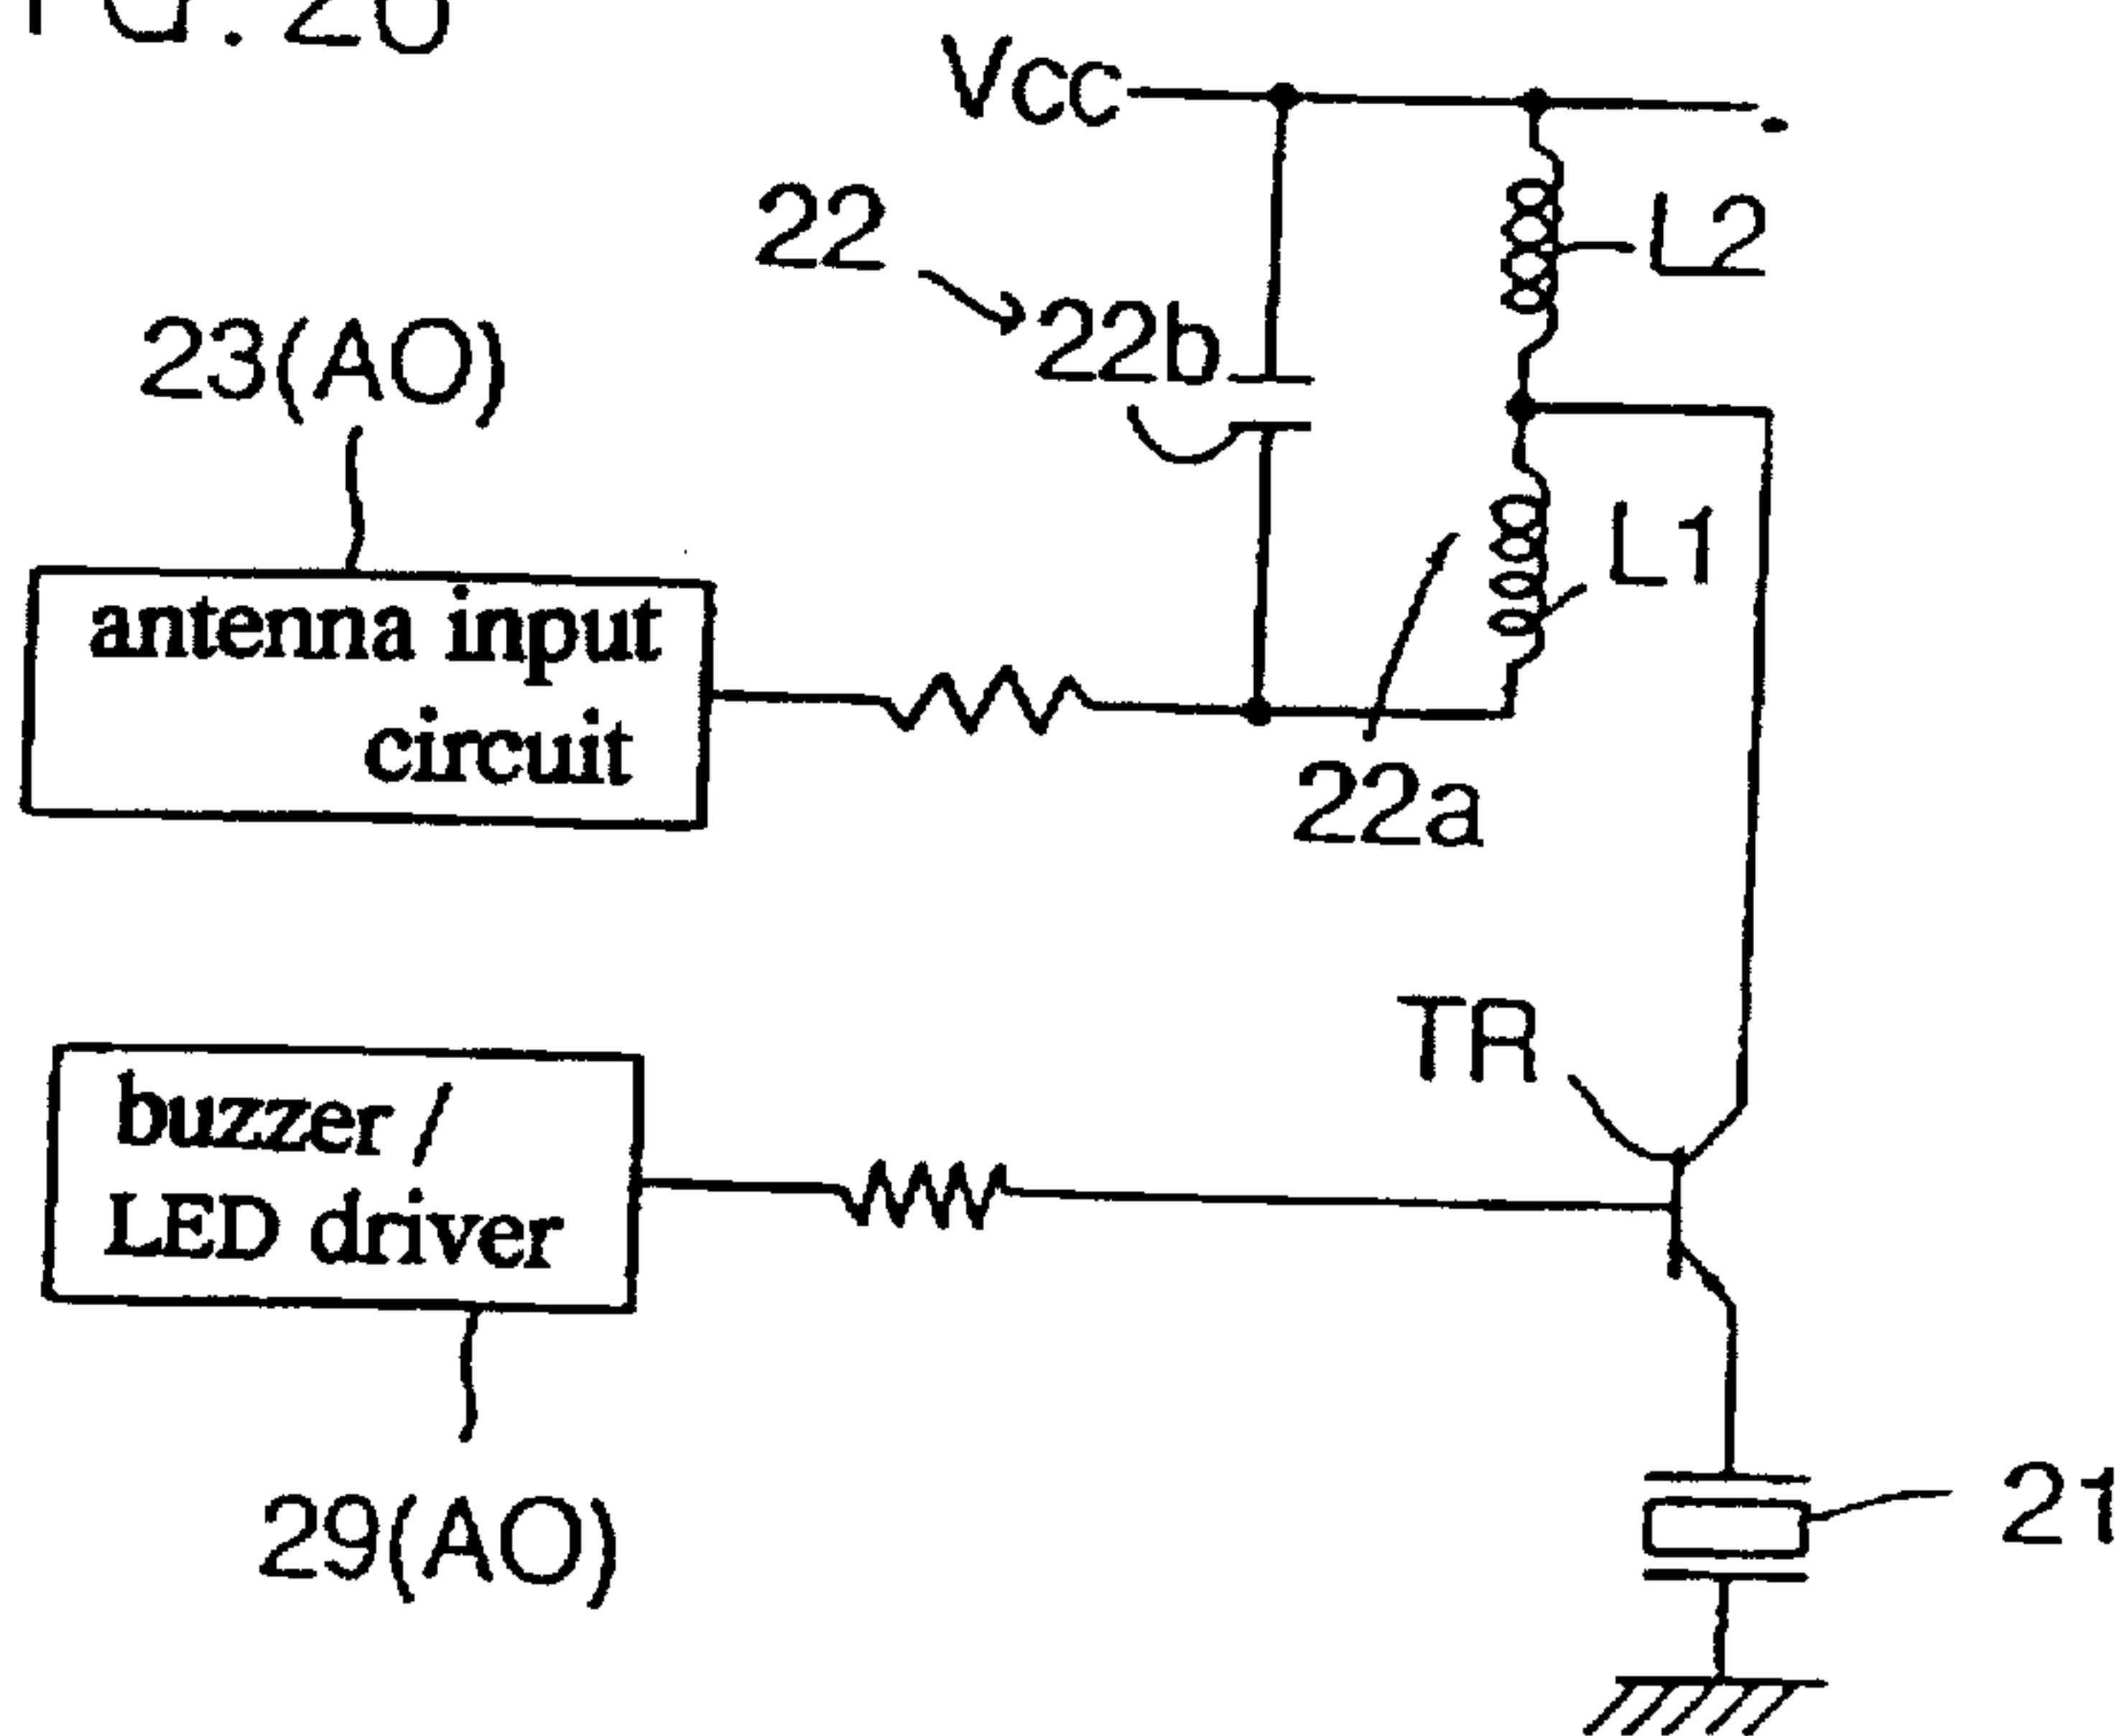 Vcc
22
L2
22b
23(AO)
L1
antenna input
circuit
22a
TR
buzzer /
LED driver
21
29(AO)